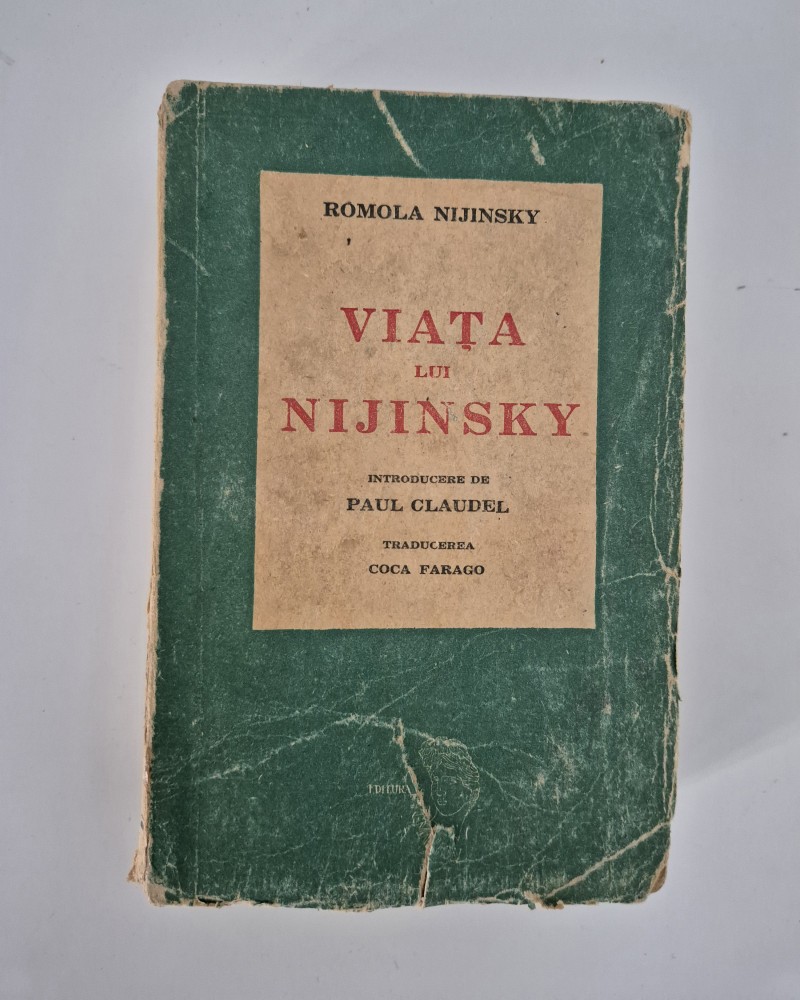 ROMOLA NIJINSKY
VIAȚA
LUI
NIJINSKY
INTRODUCERE DE
PAUL CLAUDEL
TRADUCEREA
COCA FARAGO
EDITURA